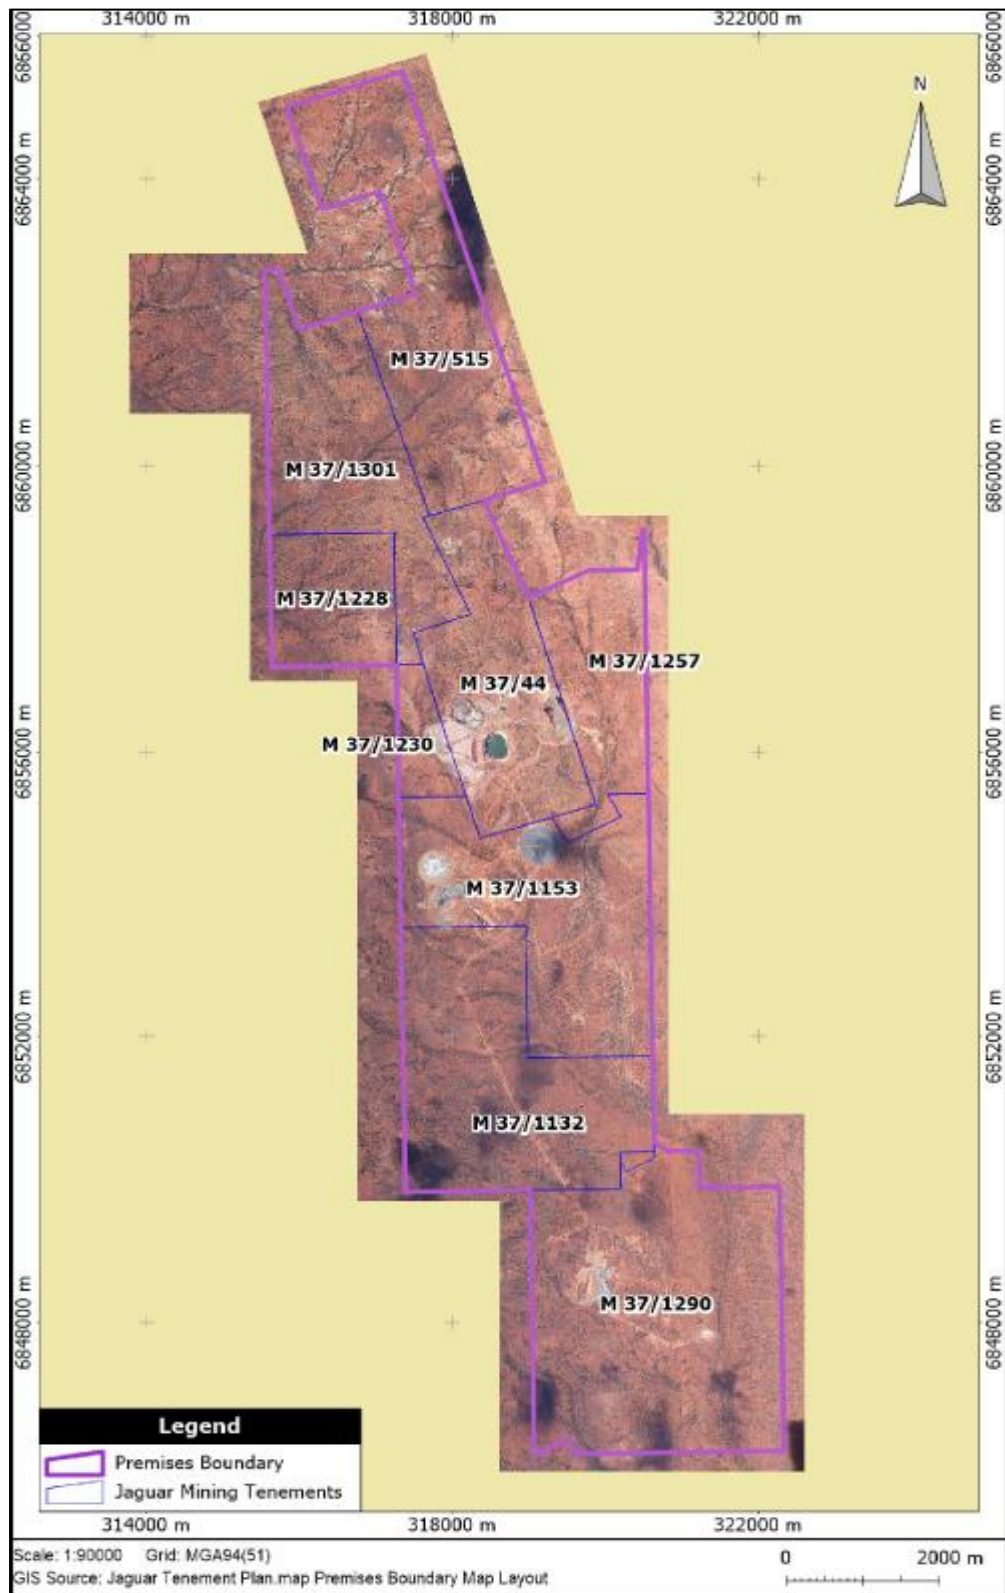 314000 m 318000 m 322000 m
6866000 m 6866000 m
N
6864000 m 6864000 m
M 37/515
M 37/1301
6860000 m 6860000 m
M 37/1228
M 37/1257
M 37/44
M 37/1230
6856000 m 6856000 m
M 37/1153
6852000 m 6852000 m
M 37/1132
M 37/1290
6848000 m 6848000 m
Legend
Premises Boundary
Jaguar Mining Tenements
314000 m 318000 m 322000 m
Scale: 1:90000 Grid: MGA94(51)
0 2000 m
GIS Source: Jaguar Tenement Plan.map Premises Boundary Map Layout